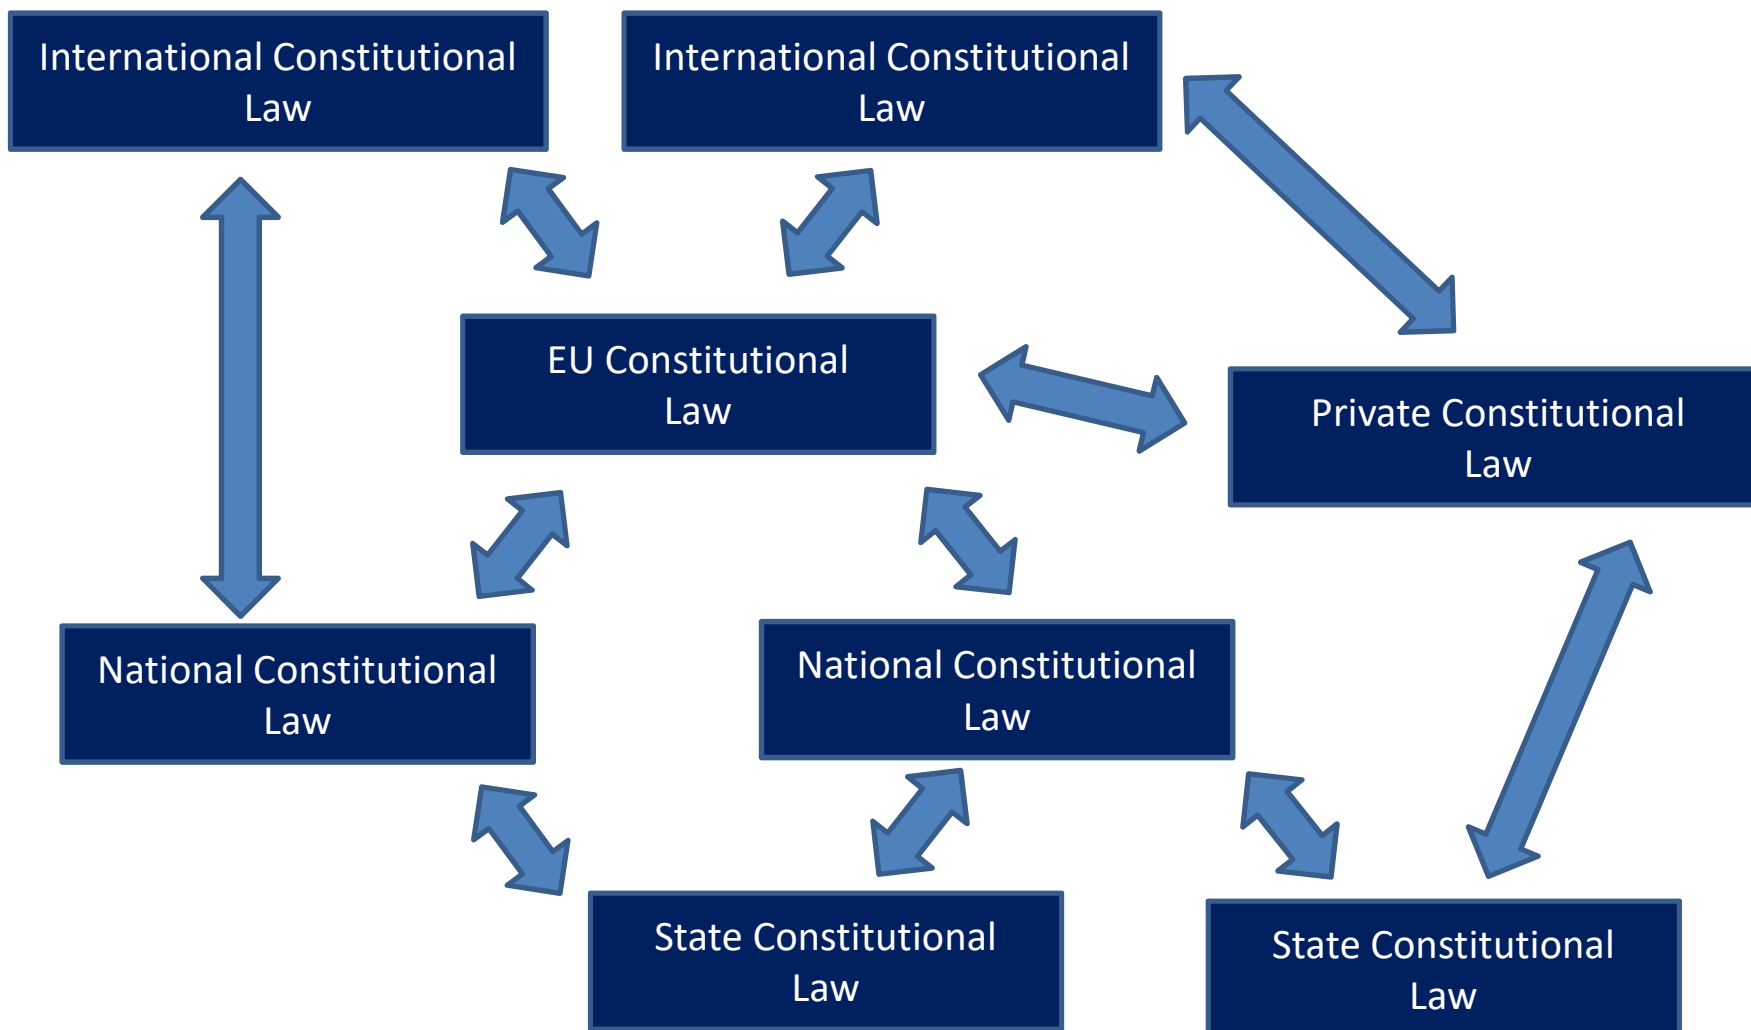 International Constitutional
Law
International Constitutional
Law
EU Constitutional
Law
Private Constitutional
Law
National Constitutional
Law
National Constitutional
Law
State Constitutional
Law
State Constitutional
Law